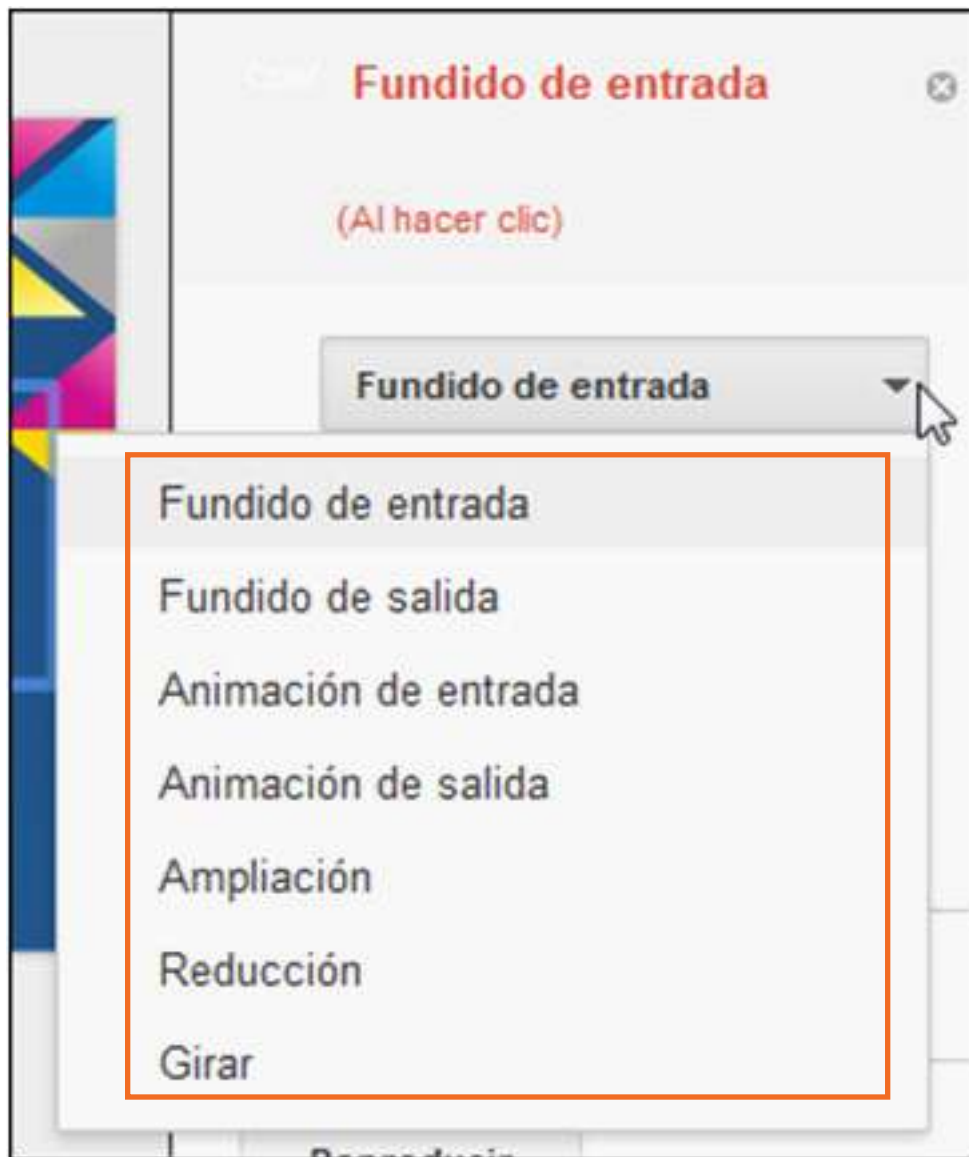 Fundido de entrada
(Al hacer clic)
Fundido de entrada
Fundido de entrada
Fundido de salida
Animación de entrada
Animación de salida
Ampliación
Reducción
Girar